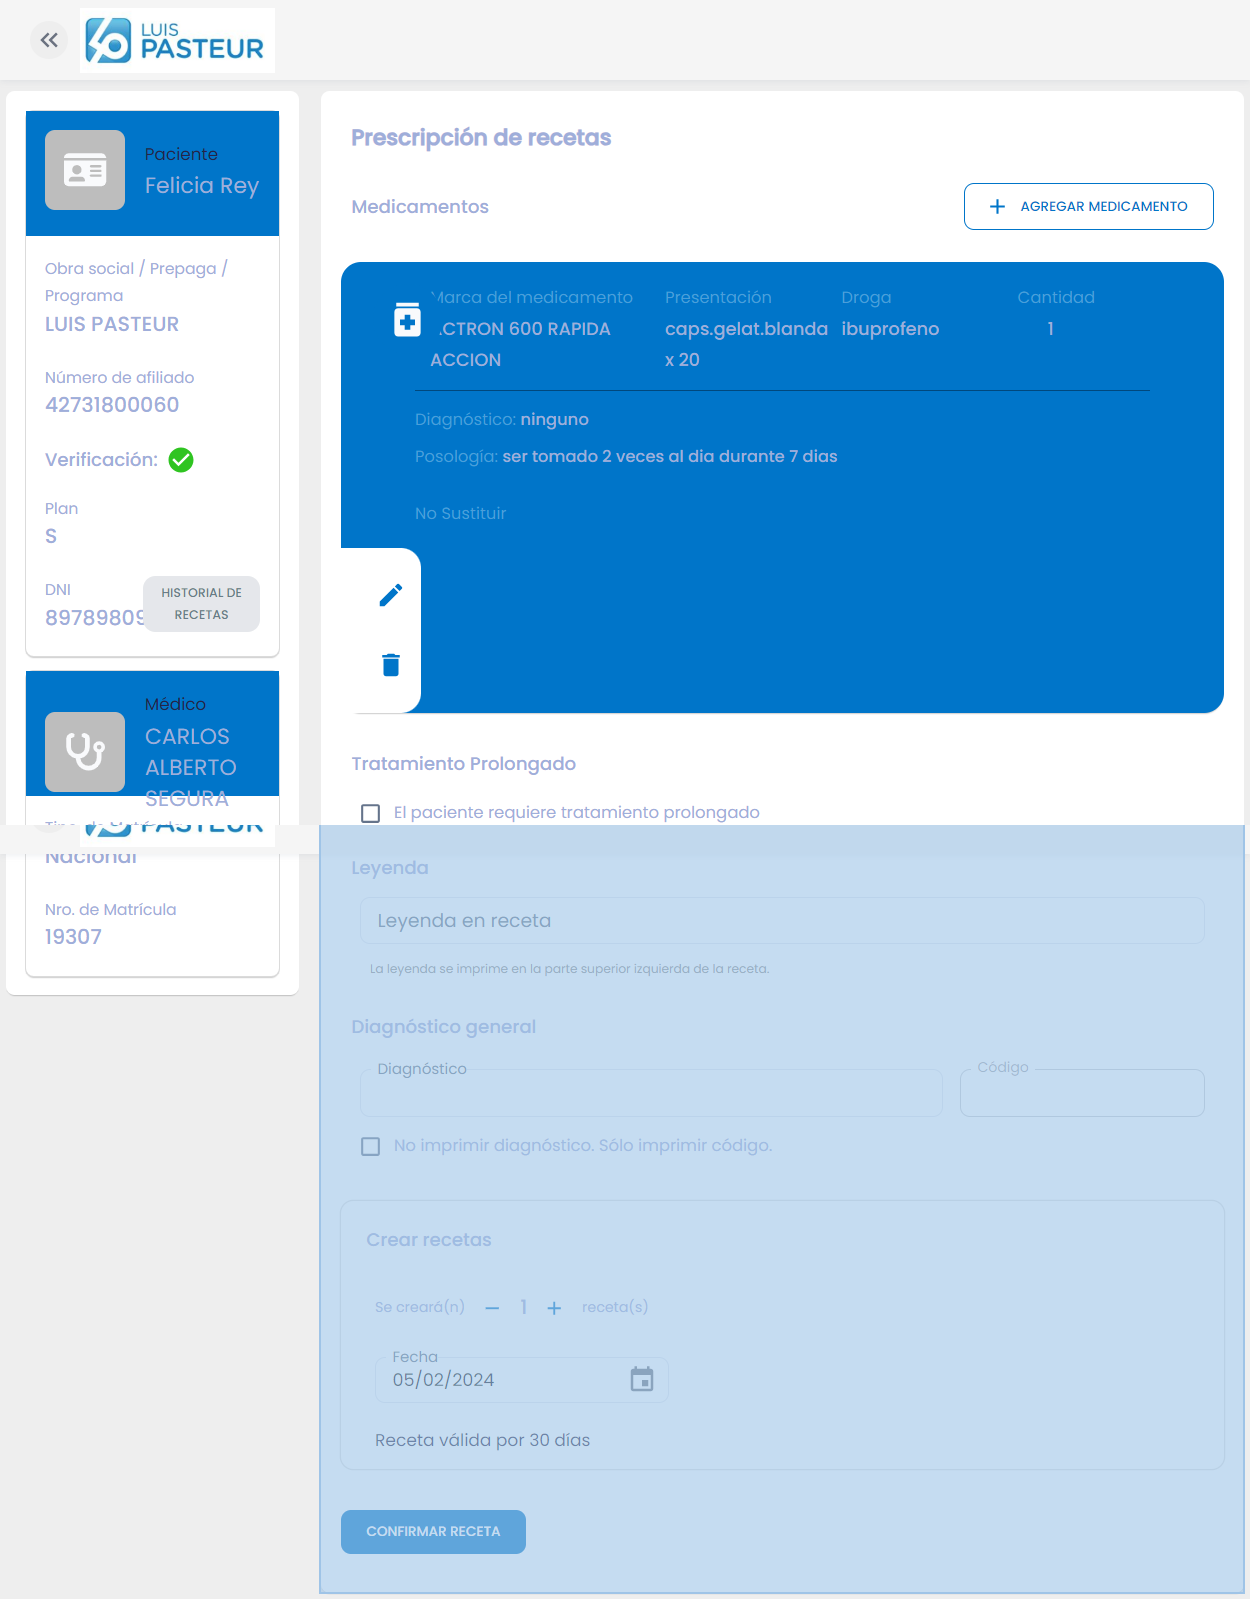 LUIS
PASTEUR
Paciente
Felicia Rey
Obra social / Prepaga /
Programa
LUIS PASTEUR
Número de afiliado
42731800060
Verificación:
Plan
S
DNI
89789809
HISTORIAL DE
RECETAS
Médico
CARLOS
ALBERTO
SEGURA
Nacional
Nro. de Matrícula
19307
Prescripción de recetas
Medicamentos
AGREGAR MEDICAMENTO
Marca del medicamento
Presentación
Droga
Cantidad
600 RAPIDA
ACCION
caps.gelat.blanda
x 20
ibuprofeno
1
Diagnóstico: ninguno
Posología: ser tomado 2 veces al dia durante 7 dias
No Sustituir
Tratamiento Prolongado
El paciente requiere tratamiento prolongado
PASTEUR
Leyenda
Leyenda en receta
La leyenda se imprime en la parte superior izquierda de la receta.
Diagnóstico general
Diagnóstico
Código
No imprimir diagnóstico. Sólo imprimir código.
Crear recetas
Se creará(n) 1 receta(s)
Fecha
05/02/2024
Receta válida por 30 días
CONFIRMAR RECETA